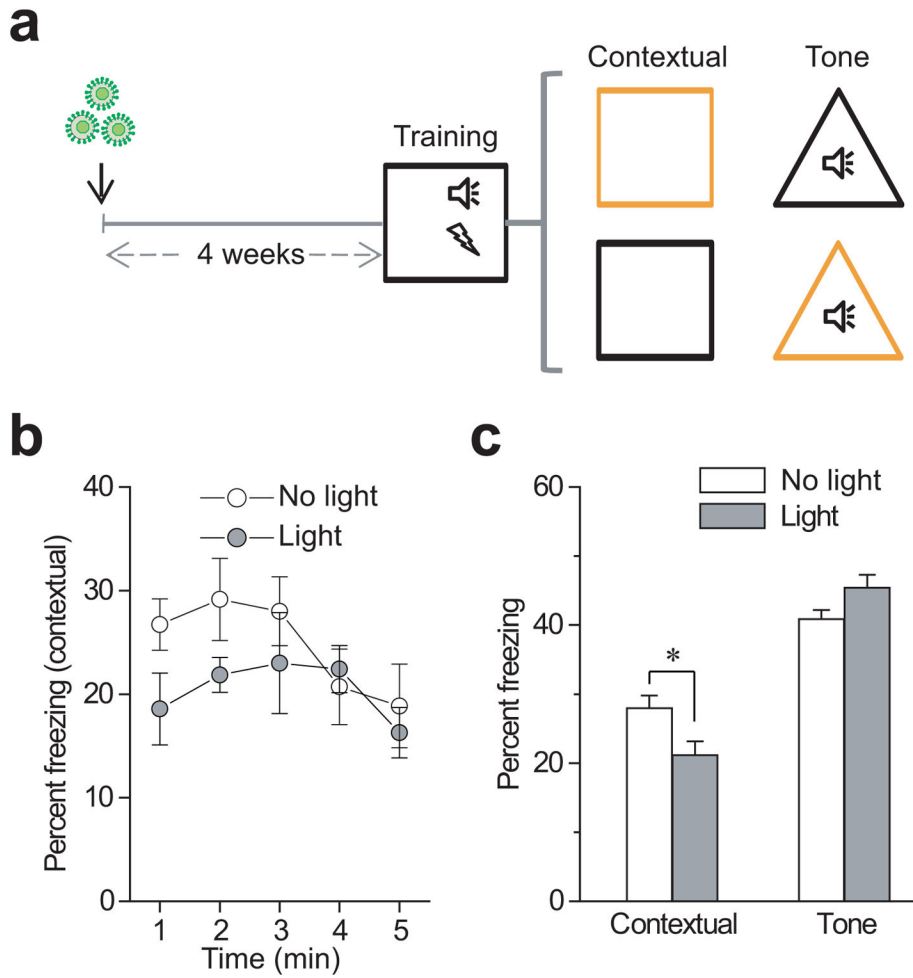 a
Contextual
Tone
Training
4 weeks
b
40
30
20
10
0
Percent freezing (contextual)
No light
Light
1 2 3 4 5
Time (min)
c
60
40
20
0
Percent freezing
No light
Light
*
Contextual
Tone